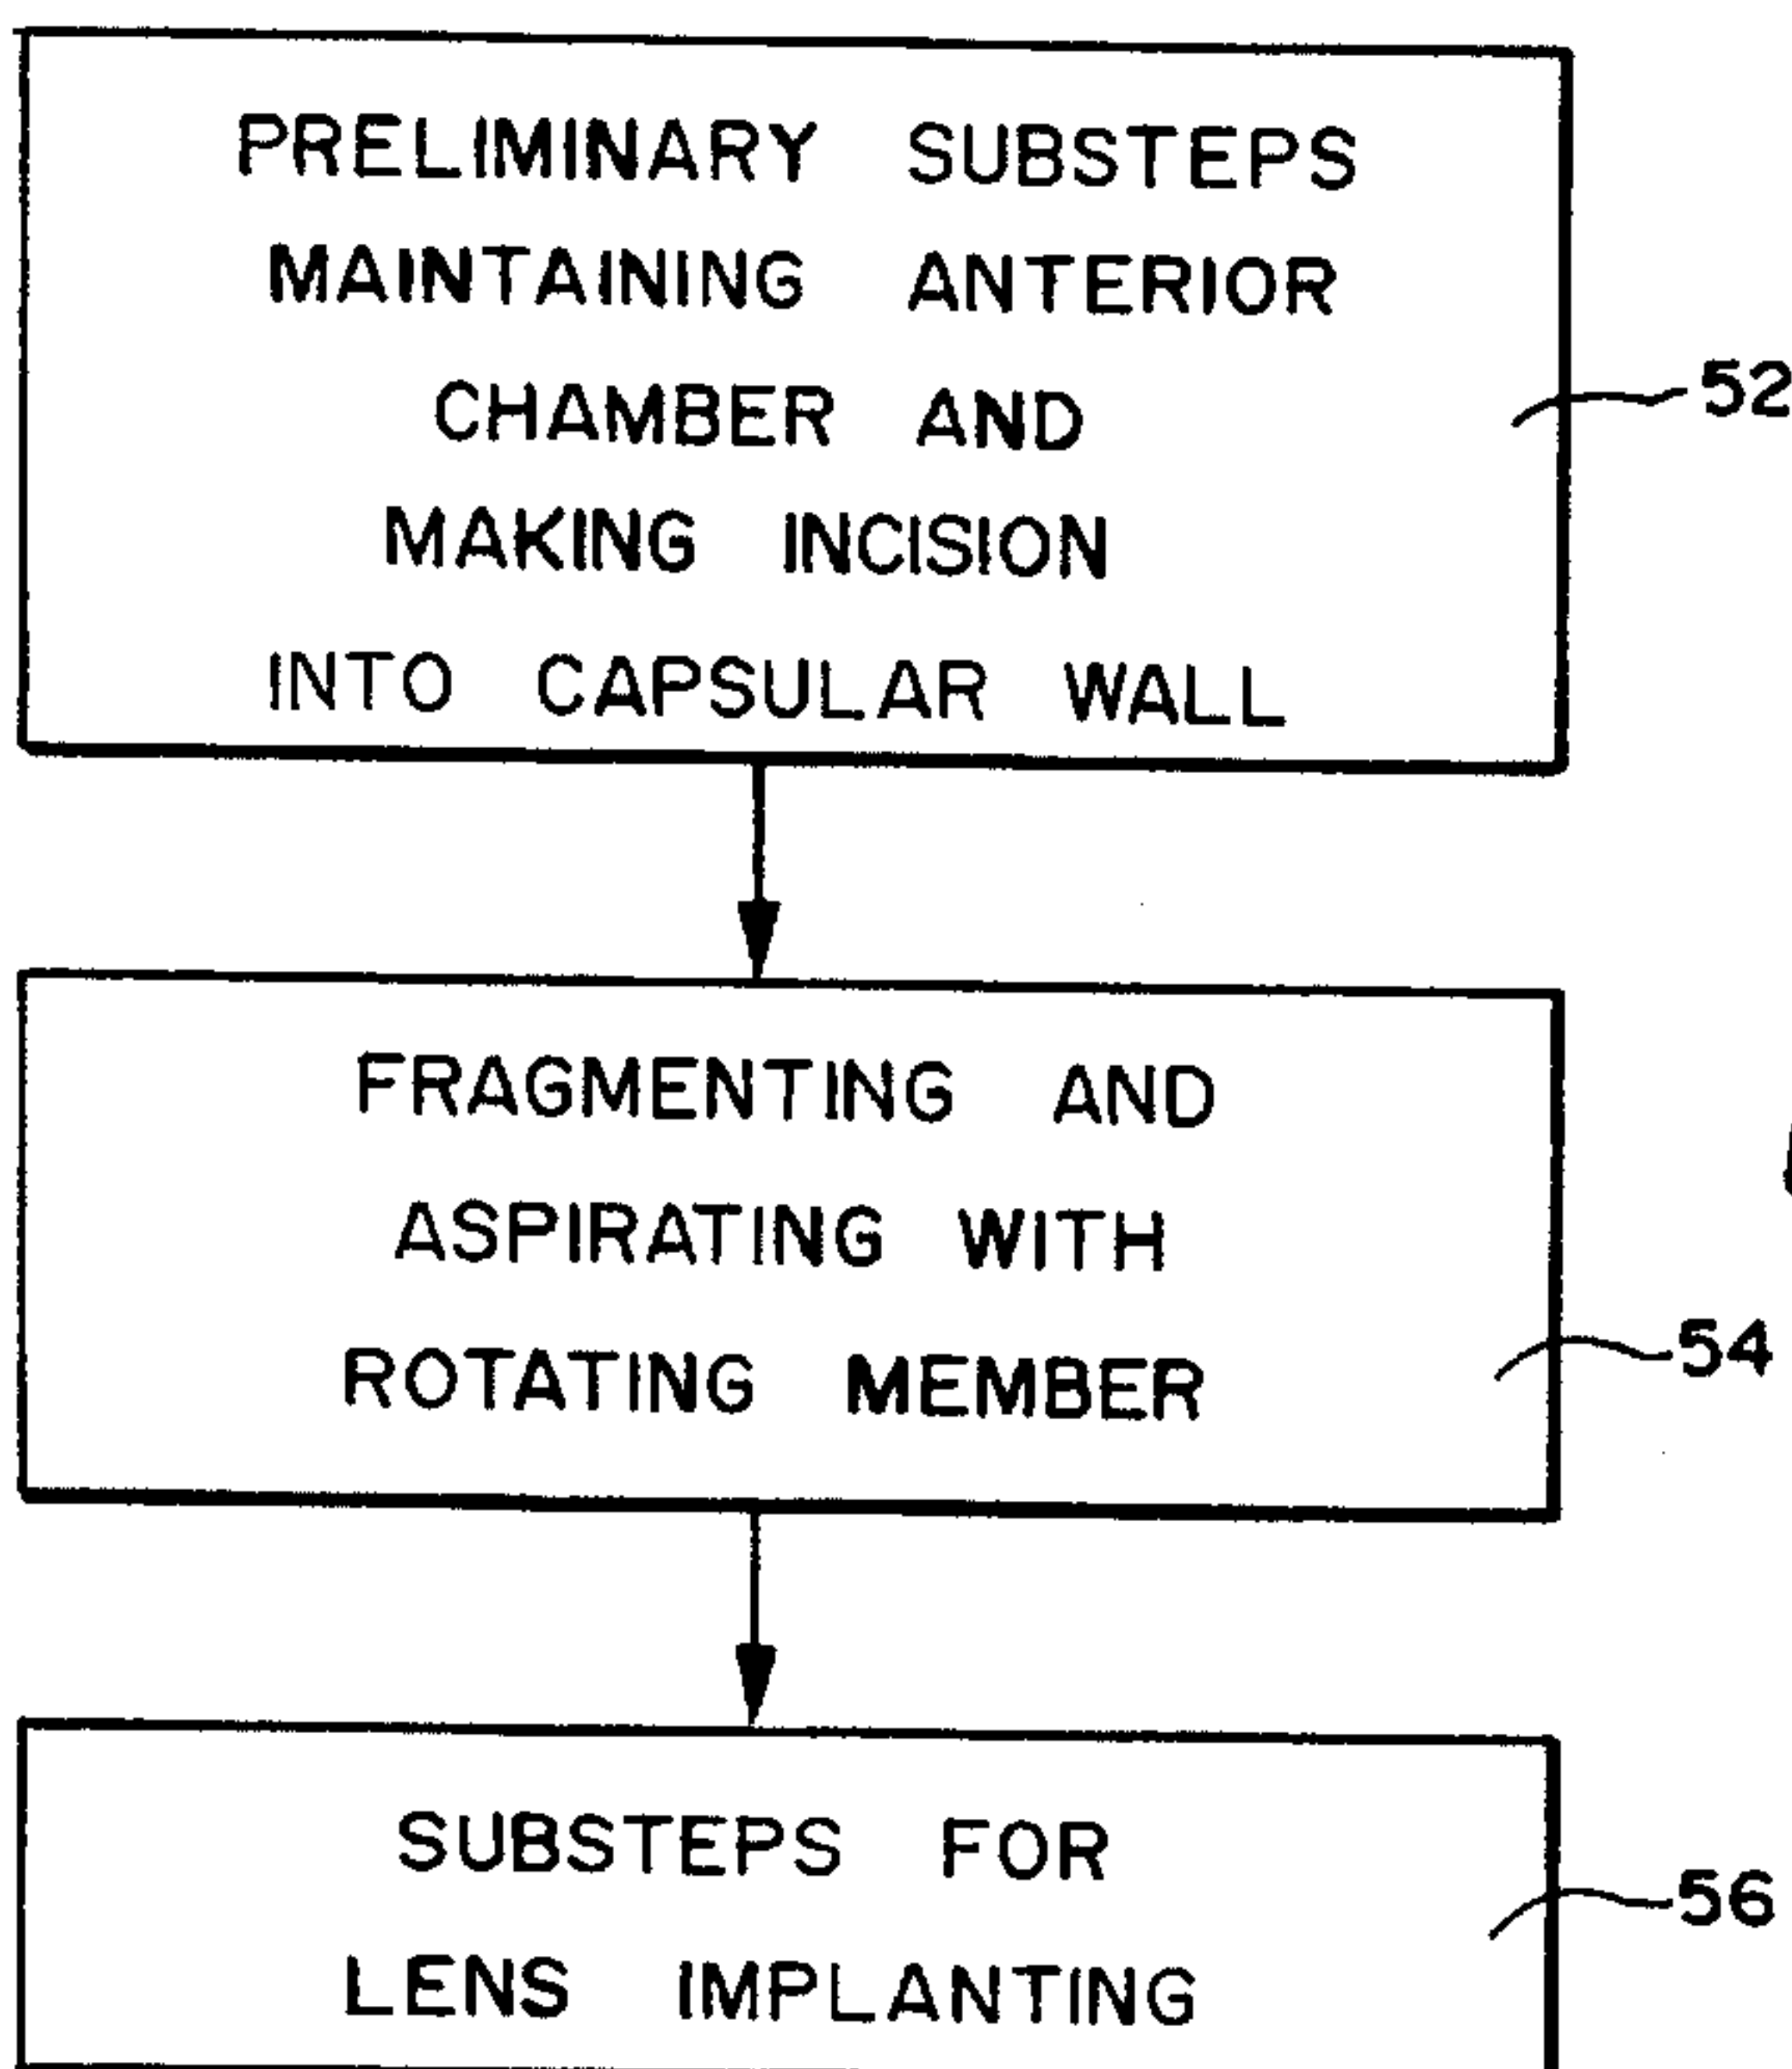 PRELIMINARY SUBSTEPS
MAINTAINING ANTERIOR
CHAMBER AND
MAKING INCISION
INTO CAPSULAR WALL
52
FRAGMENTING AND
ASPIRATING WITH
ROTATING MEMBER
54
SUBSTEPS FOR
LENS IMPLANTING
56